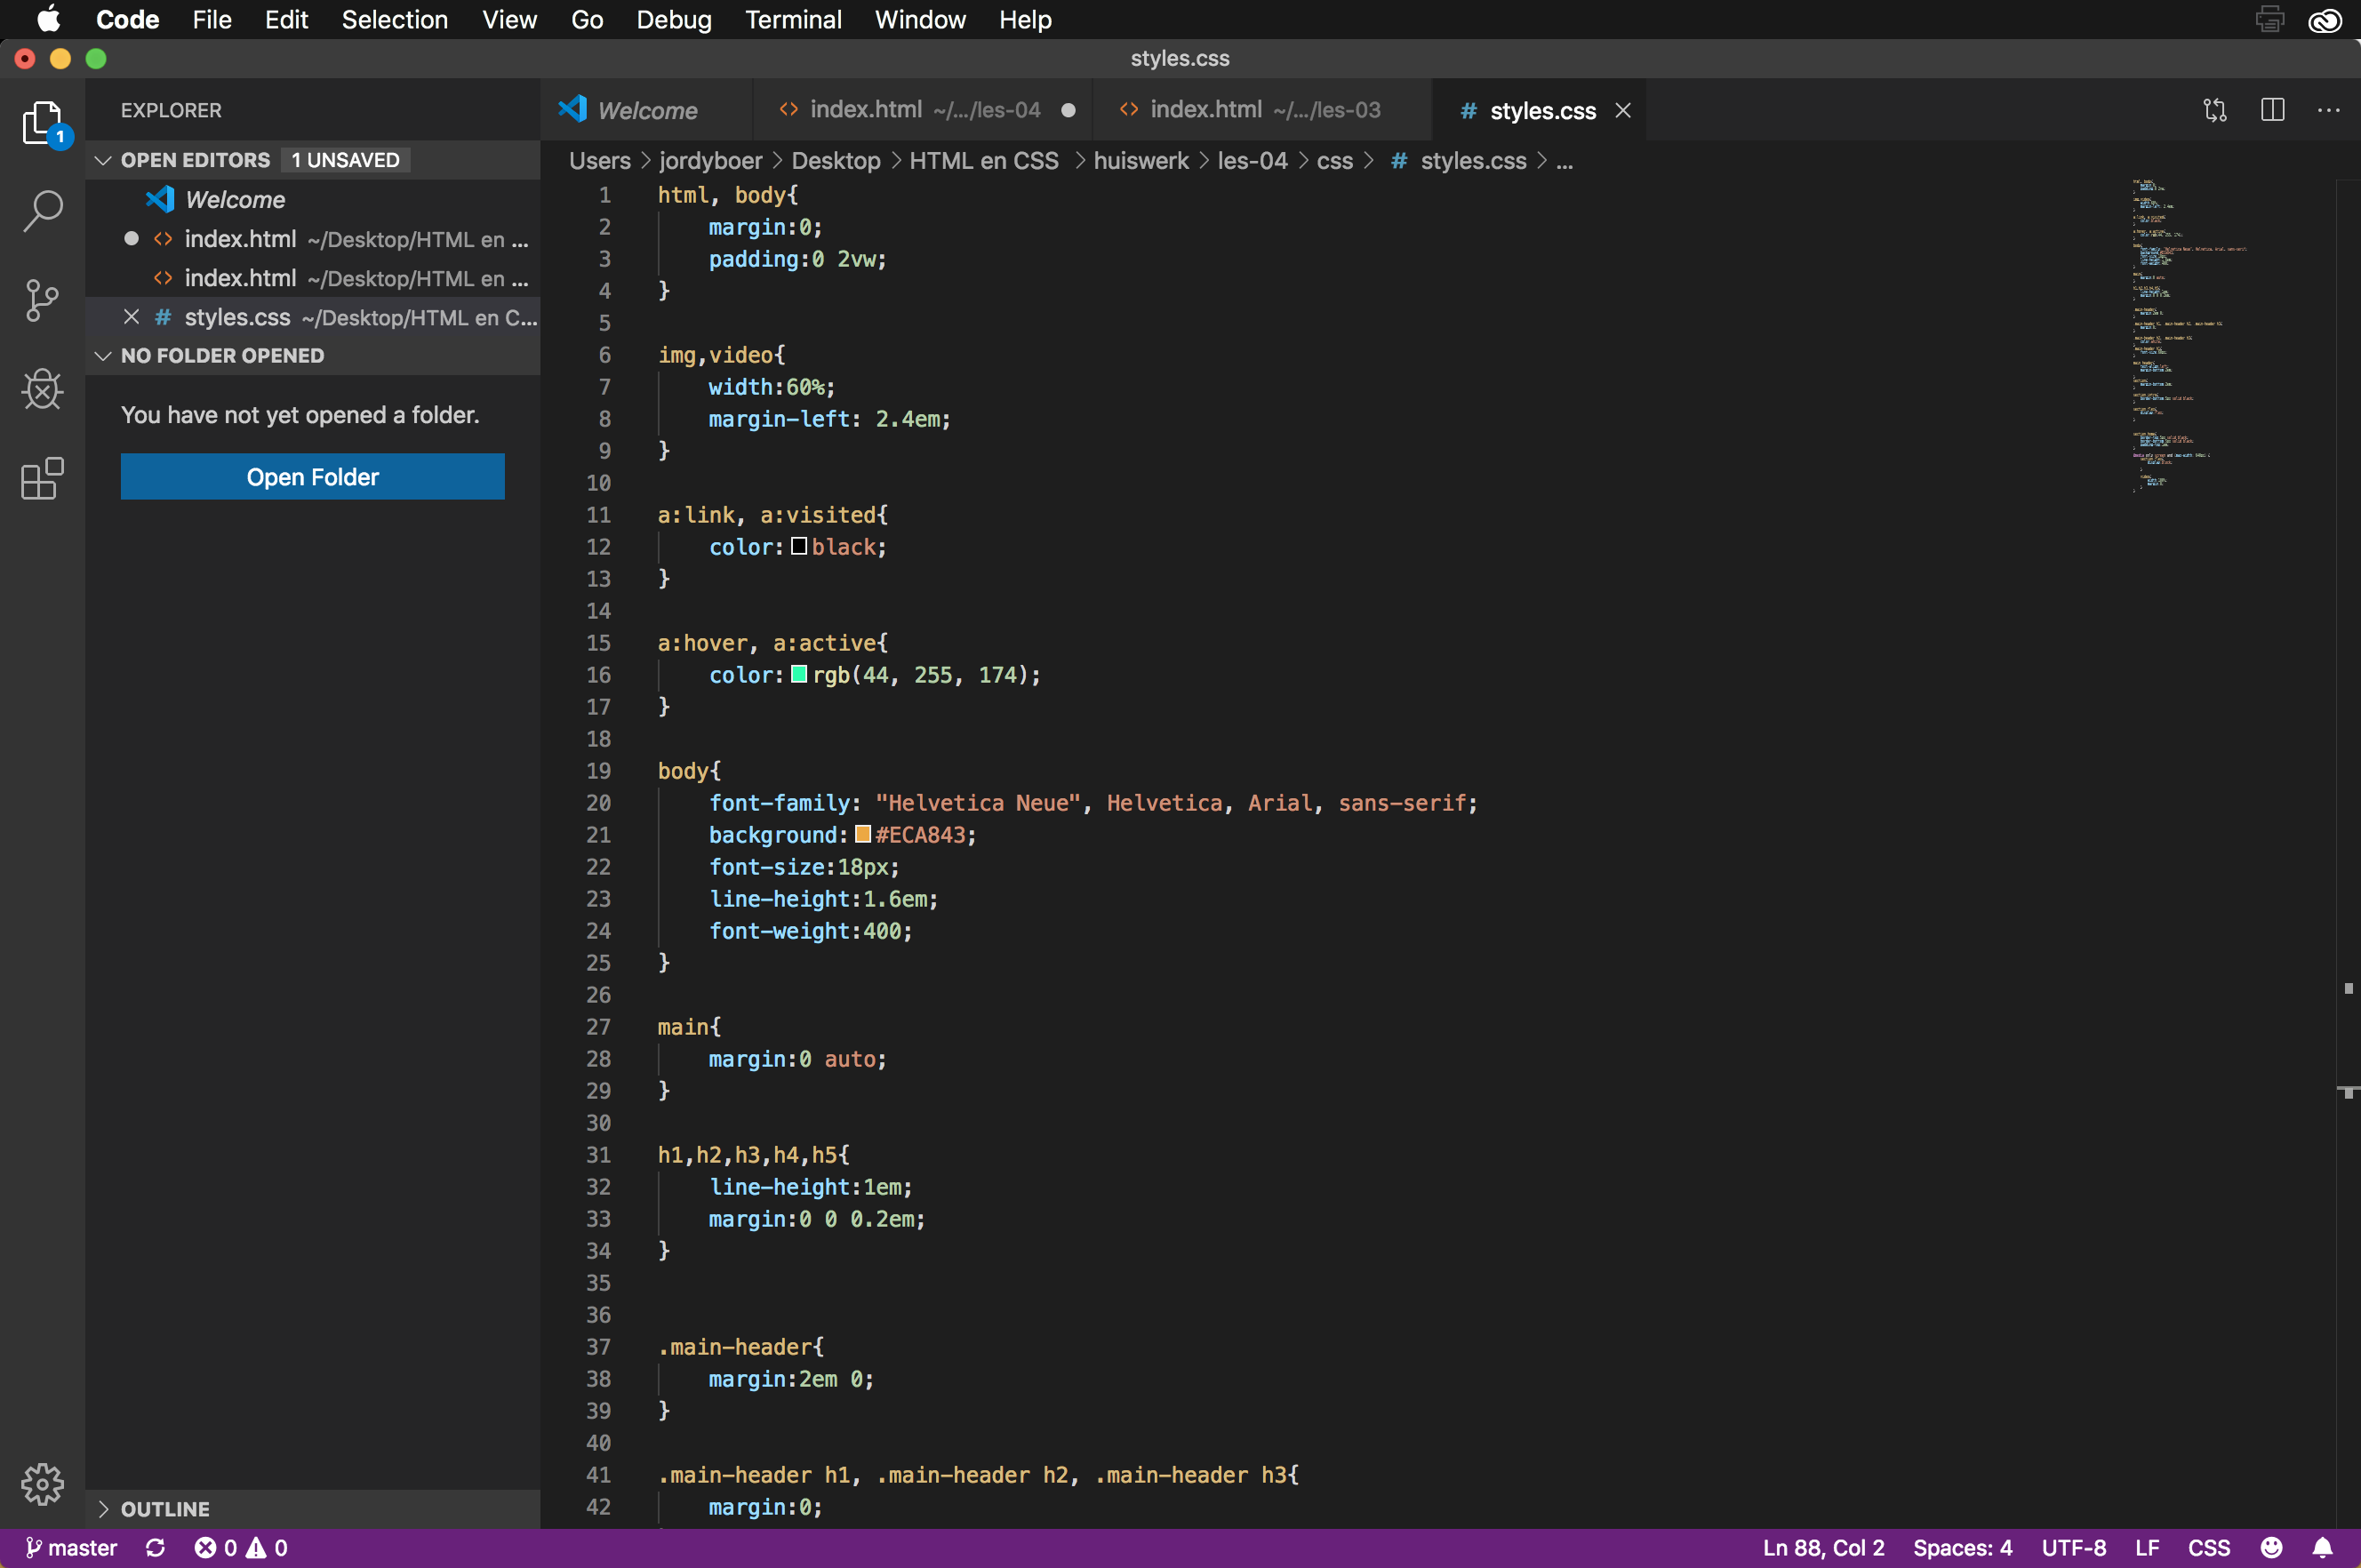 Code File Edit Selection View Go Debug Terminal Window Help
styles.css
EXPLORER
OPEN EDITORS 1 UNSAVED
Welcome
index.html ~/Desktop/HTML en ...
index.html ~/Desktop/HTML en ...
styles.css ~/Desktop/HTML en C...
NO FOLDER OPENED
You have not yet opened a folder.
Open Folder
OUTLINE
1
Welcome index.html ~/.../les-04 index.html ~/.../les-03 # styles.css
Users > jordyboer > Desktop > HTML en CSS > huiswerk > les-04 > css > # styles.css > ...
1 html, body{
2 margin:0;
3 padding:0 2vw;
4 }
5
6 img,video{
7 width:60%;
8 margin-left: 2.4em;
9 }
10
11 a:link, a:visited{
12 color:black;
13 }
14
15 a:hover, a:active{
16 color:rgb(44, 255, 174);
17 }
18
19 body{
20 font-family: "Helvetica Neue", Helvetica, Arial, sans-serif;
21 background:#ECA843;
22 font-size:18px;
23 line-height:1.6em;
24 font-weight:400;
25 }
26
27 main{
28 margin:0 auto;
29 }
30
31 h1,h2,h3,h4,h5{
32 line-height:1em;
33 margin:0 0 0.2em;
34 }
35
36
37 .main-header{
38 margin:2em 0;
39 }
40
41 .main-header h1, .main-header h2, .main-header h3{
42 margin:0;
master 0 0 Ln 88, Col 2 Spaces: 4 UTF-8 LF CSS